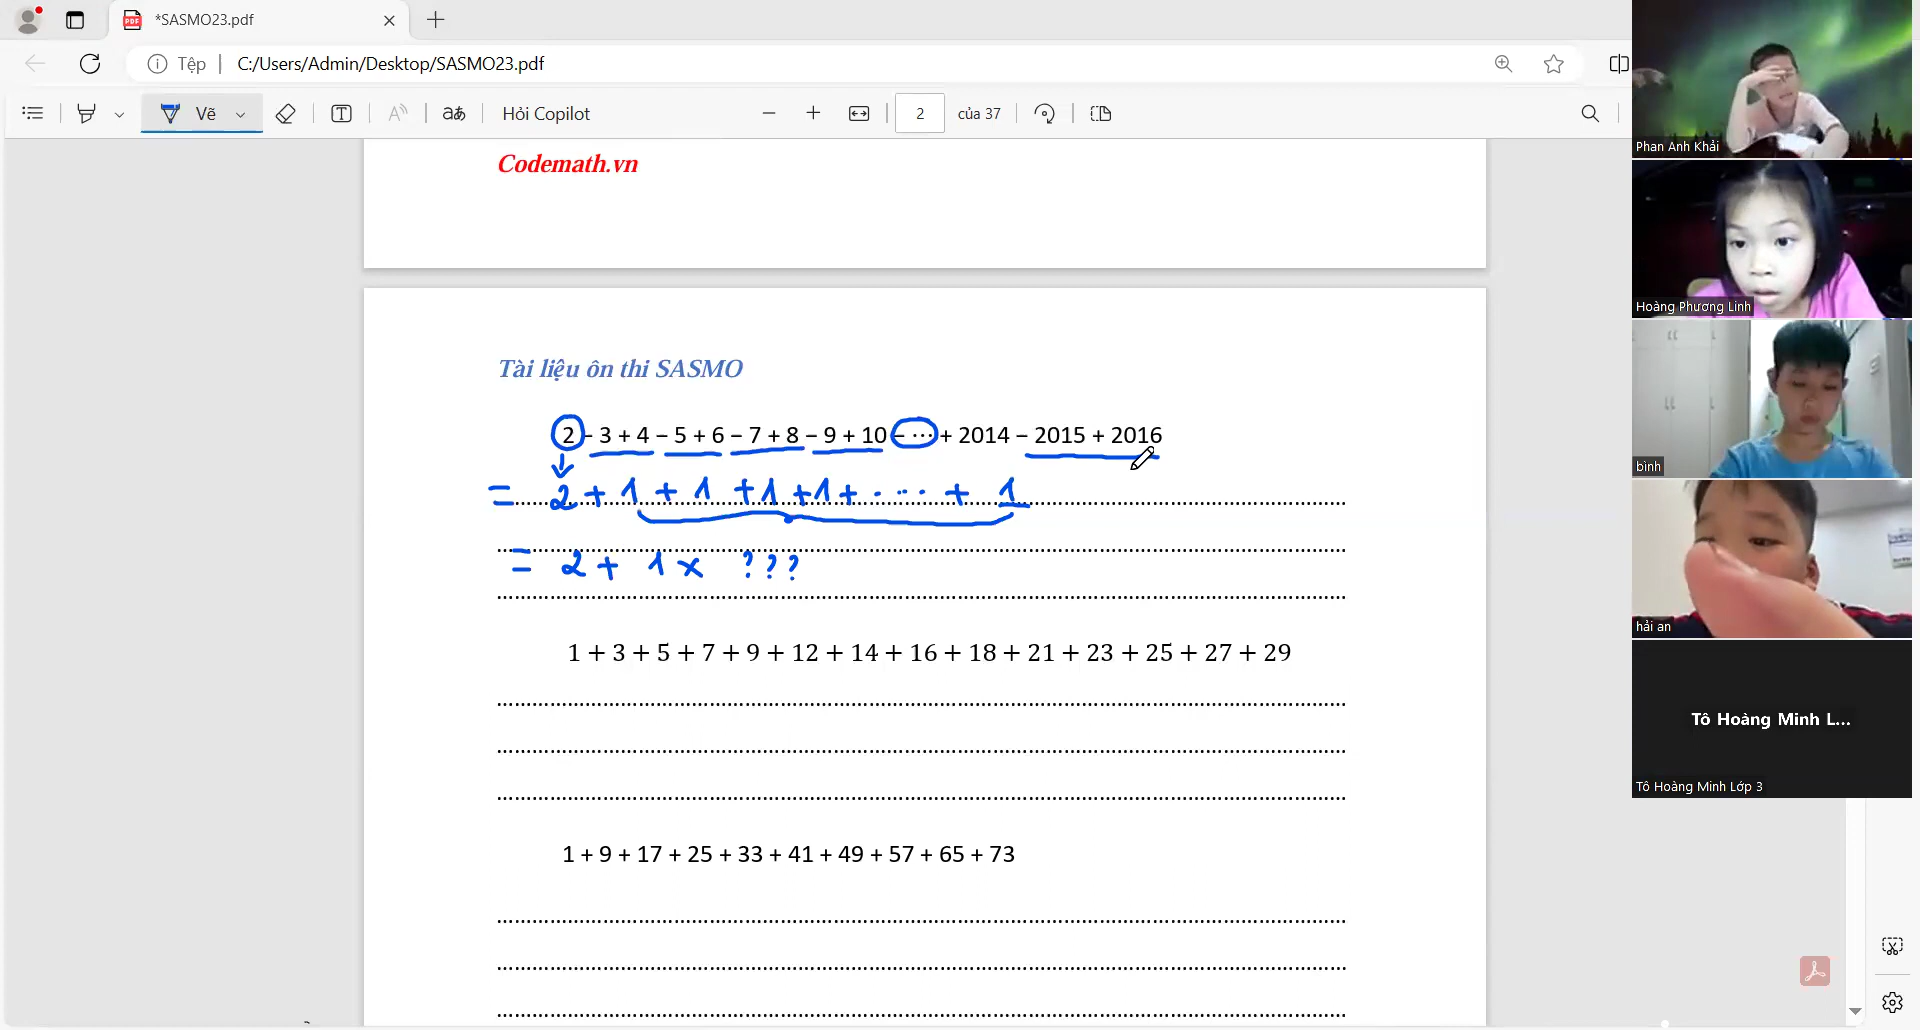 *SASMO23.pdf
Tệp | C:/Users/Admin/Desktop/SASMO23.pdf
Vẽ
Hỏi Copilot
2 của 37
Codemath.vn
Tài liệu ôn thi SASMO
2 − 3 + 4 − 5 + 6 − 7 + 8 − 9 + 10 − ⋯ + 2014 − 2015 + 2016
= 2 + 1 + 1 + 1 + 1 + ..... + 1
= 2 + 1 x ???
1 + 3 + 5 + 7 + 9 + 12 + 14 + 16 + 18 + 21 + 23 + 25 + 27 + 29
1 + 9 + 17 + 25 + 33 + 41 + 49 + 57 + 65 + 73
Phan Anh Khải
Hoàng Phương Linh
bình
hải an
Tô Hoàng Minh L...
Tô Hoàng Minh Lớp 3